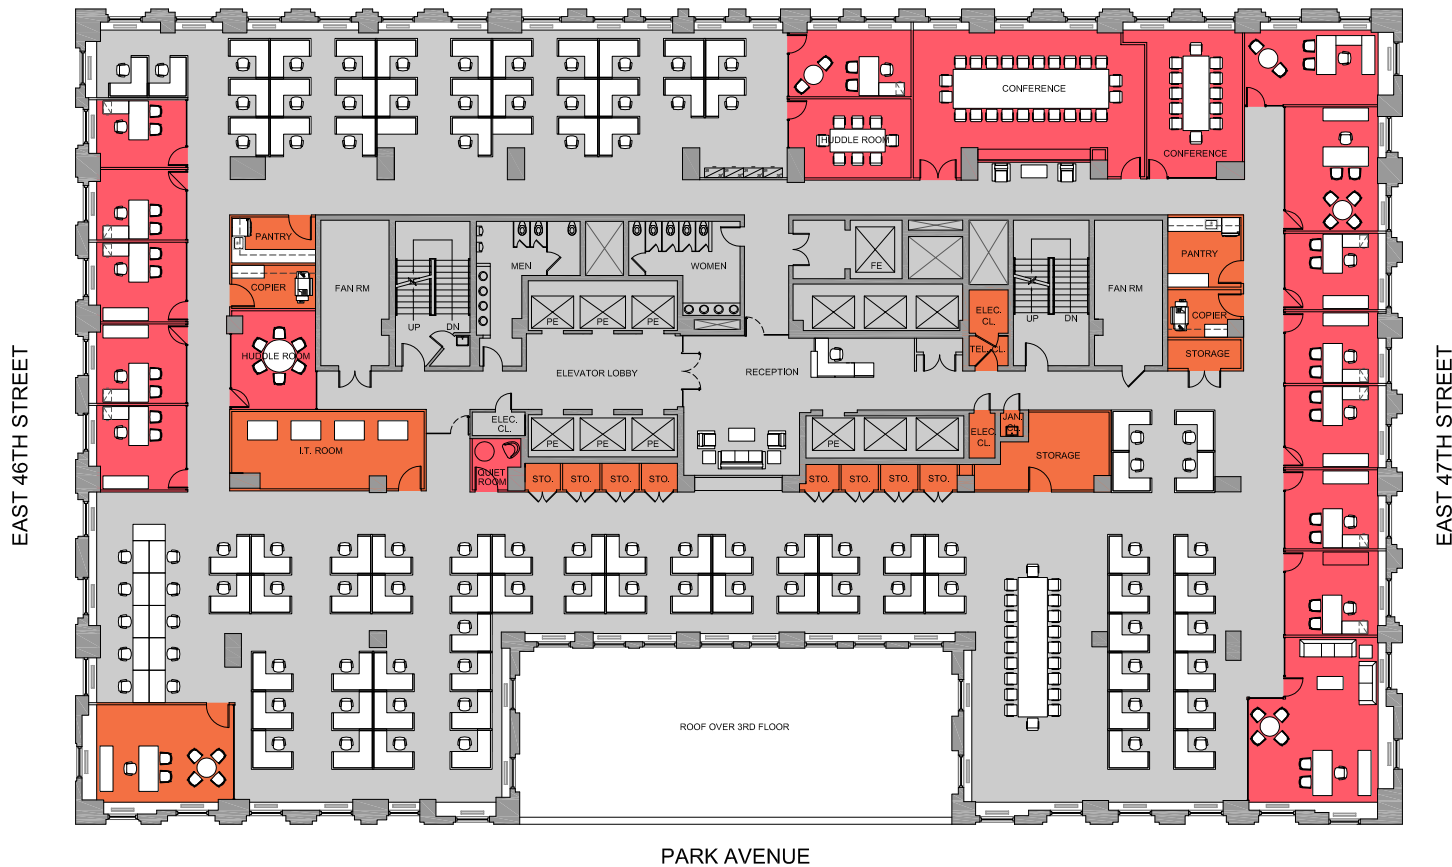 CONFERENCE
HUDDLE ROOM
CONFERENCE
PANTRY
MEN
WOMEN
FE
PANTRY
COPIER
FAN RM
FAN RM
UP
DN
PE
PE
PE
ELEC.
CL.
UP
DN
COPIER
HUDDLE ROOM
TEL. CL.
STORAGE
ELEVATOR LOBBY
RECEPTION
EAST 46TH STREET
EAST 47TH STREET
ELEC.
CL.
PE
PE
PE
PE
ELEC.
CL.
JAN.
CL.
I.T. ROOM
STORAGE
QUIET
ROOM
STO.
STO.
STO.
STO.
STO.
STO.
STO.
STO.
ROOF OVER 3RD FLOOR
PARK AVENUE